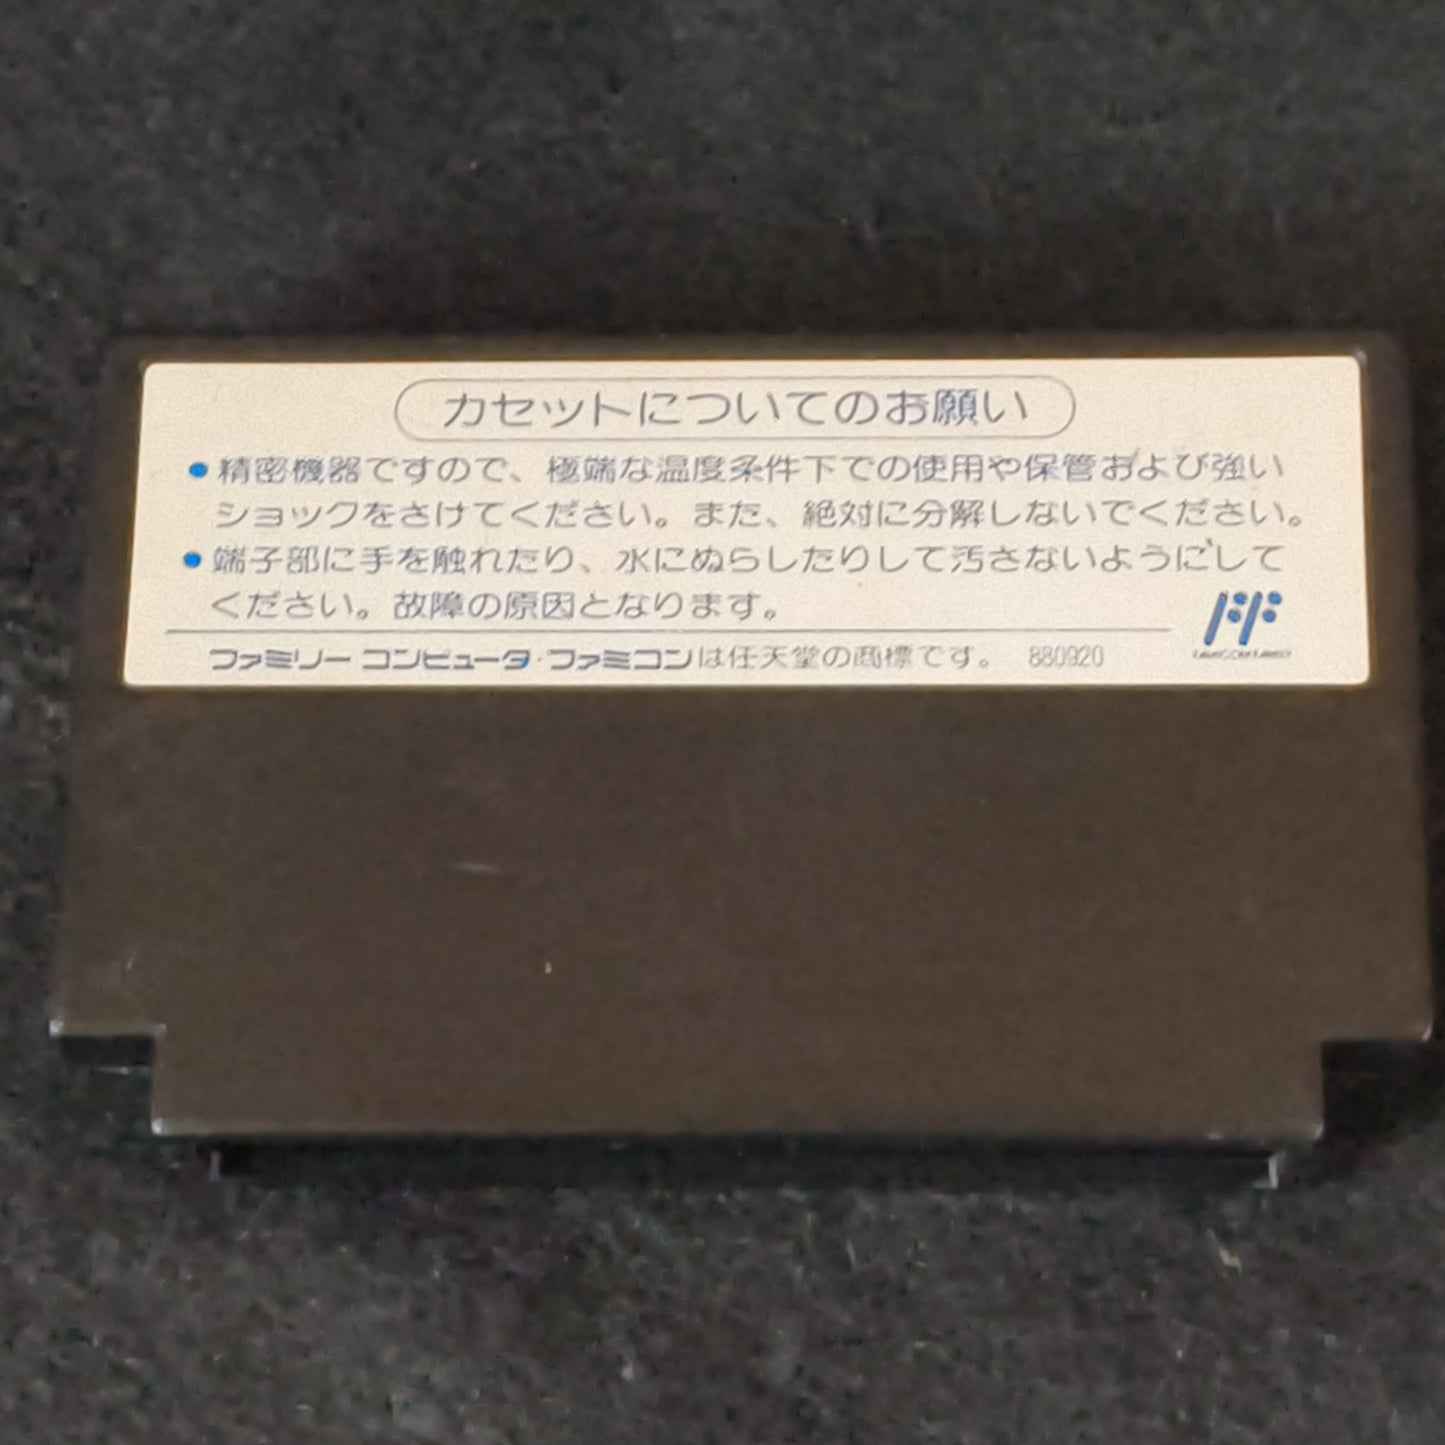 カセットについてのお願い
●精密機器ですので、極端な温度条件下での使用や保管および強い
ショックをさけてください。また、絶対に分解しないでください。
●端子部に手を触れたり、水にぬらしたりして汚さないようにして
ください。故障の原因となります。
ファミリー コンピュータ・ファミコンは任天堂の商標です。 880920